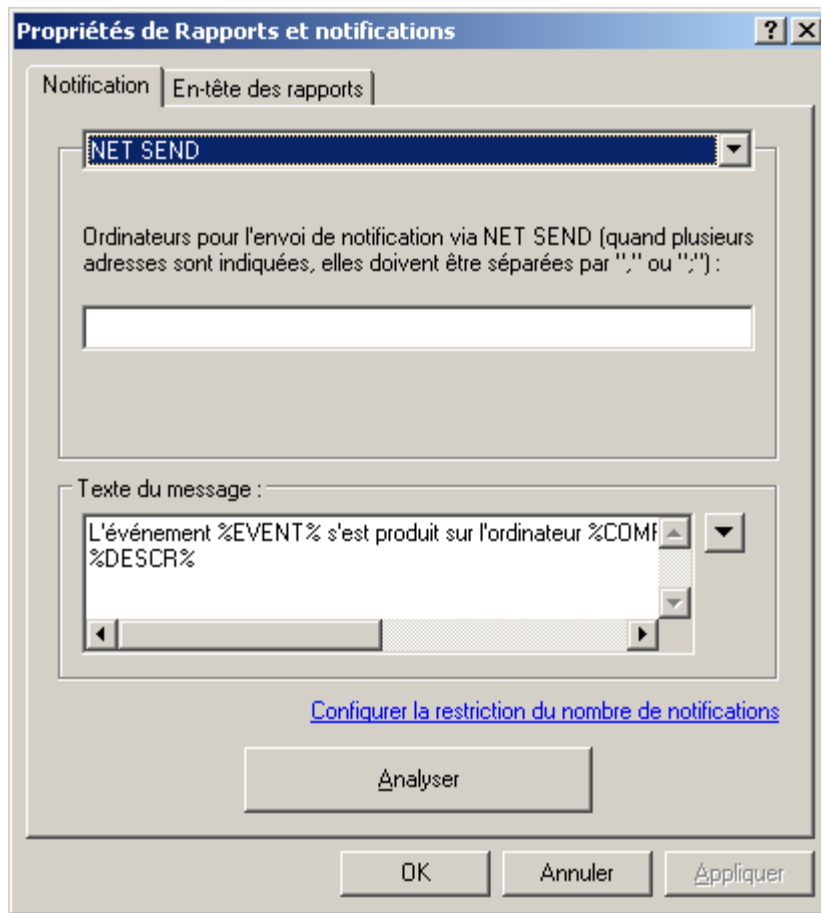 Propriétés de Rapports et notifications
Notification
En-tête des rapports
NET SEND
Ordinateurs pour l'envoi de notification via NET SEND (quand plusieurs
adresses sont indiquées, elles doivent être séparées par "," ou ";") :
Texte du message :
L'événement %EVENT% s'est produit sur l'ordinateur
%DESCR%
Configurer la restriction du nombre de notifications
Analyser
OK
Annuler
Appliquer